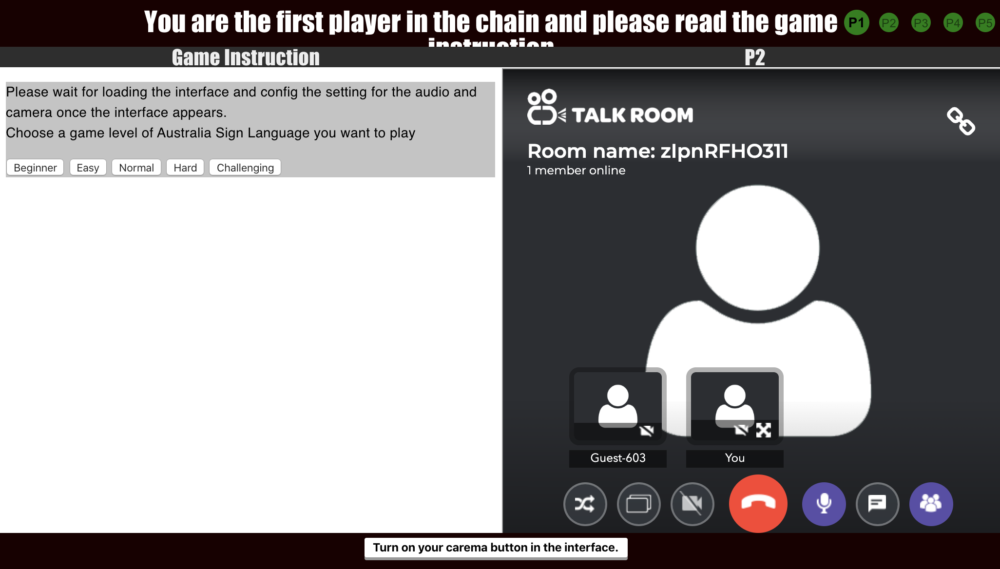 You are the first player in the chain and please read the game
instruction
P1 P2 P3 P4 P5
Game Instruction
P2
Please wait for loading the interface and config the setting for the audio and
camera once the interface appears.
Choose a game level of Australia Sign Language you want to play
Beginner Easy Normal Hard Challenging
TALK ROOM
Room name: zIpnRFHO311
1 member online
Guest-603
You
Turn on your carema button in the interface.